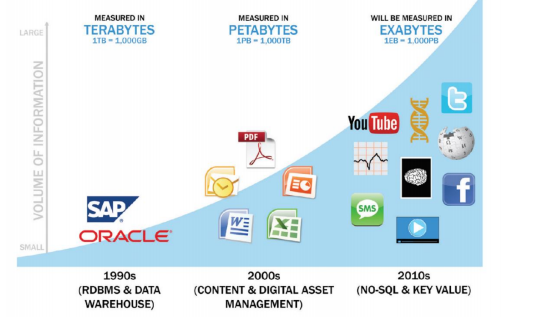 MEASURED IN
TERABYTES
1TB = 1,000GB
MEASURED IN
PETABYTES
1PB = 1,000TB
WILL BE MEASURED IN
EXABYTES
1EB = 1,000PB
LARGE
VOLUME OF INFORMATION
SMALL
SAP
ORACLE
PDF
YouTube
SMS
1990s
(RDBMS & DATA
WAREHOUSE)
2000s
(CONTENT & DIGITAL ASSET
MANAGEMENT)
2010s
(NO-SQL & KEY VALUE)